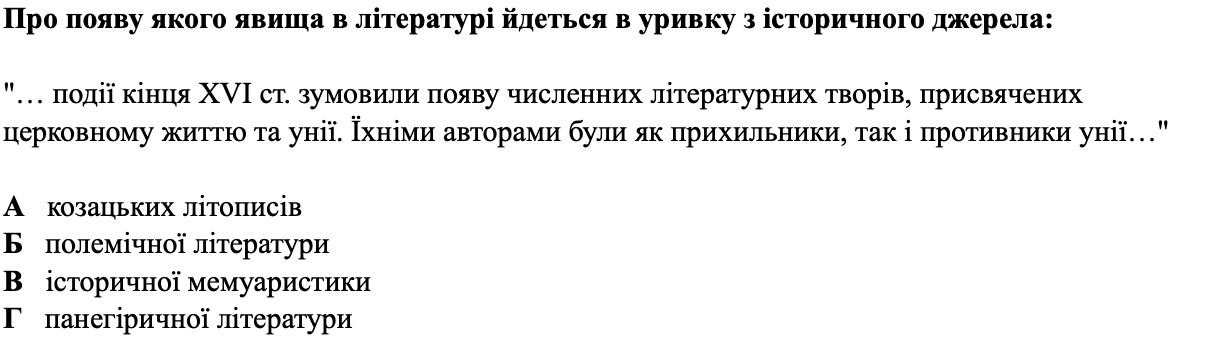 Про появу якого явища в літературі йдеться в уривку з історичного джерела:
"… події кінця XVI ст. зумовили появу численних літературних творів, присвячених
церковному життю та унії. Їхніми авторами були як прихильники, так і противники унії…"
А козацьких літописів
Б полемічної літератури
В історичної мемуаристики
Г панегіричної літератури